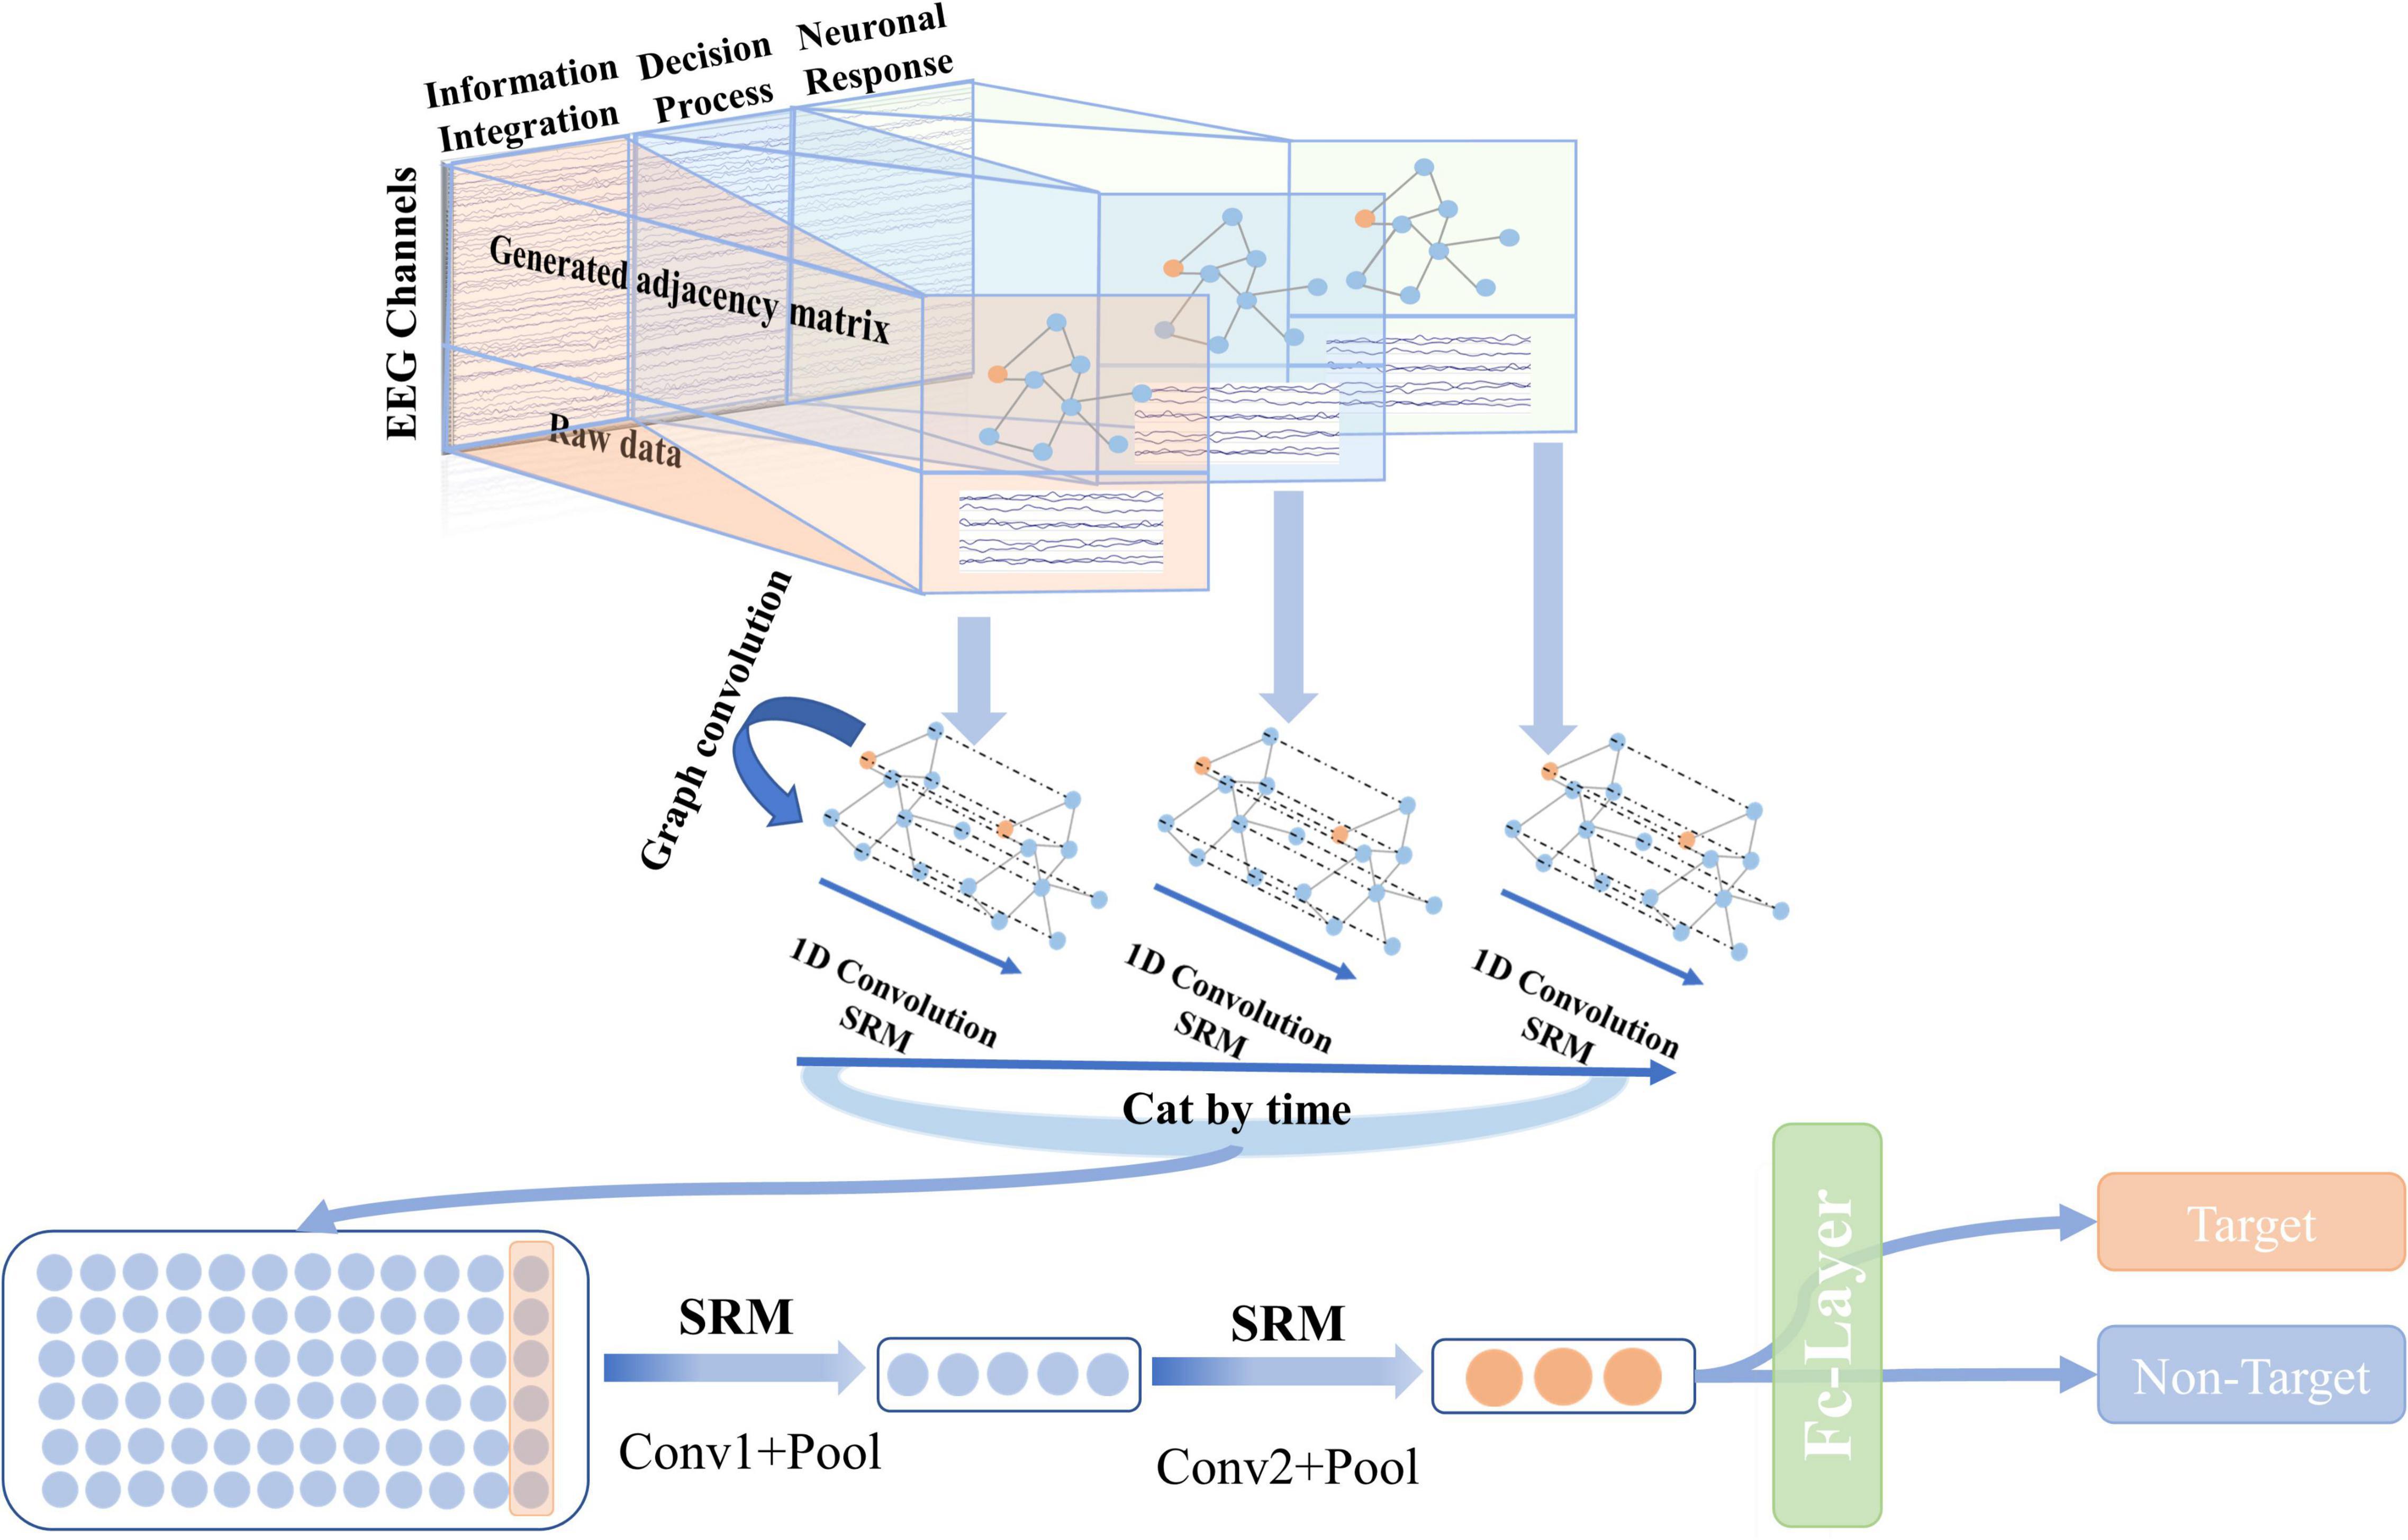 Information
Integration
Decision
Process
Neuronal
Response
EEG Channels
Generated adjacency matrix
Raw data
Graph convolution
1D Convolution
SRM
1D Convolution
SRM
1D Convolution
SRM
Cat by time
SRM
Conv1+Pool
SRM
Conv2+Pool
Fc-Layer
Target
Non-Target